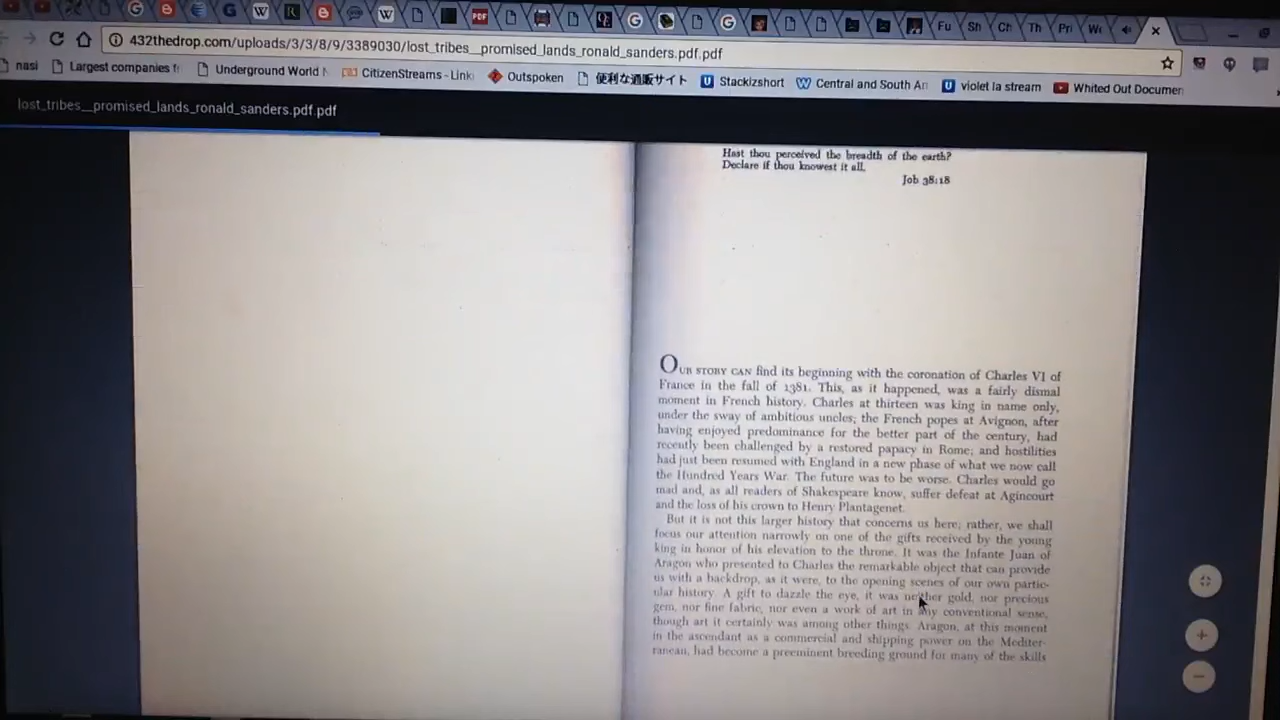 Fu
Sh
Ch
Th
Pri
432thedrop.com/uploads/3/3/8/9/3389030/lost_tribes__promised_lands_ronald_sanders.pdf.pdf
nasi
Largest companies f
Underground World
CitizenStreams - Link
Outspoken
便利な通販サイト
Stackizshort
Central and South Am
violet la stream
Whited Out Documen
lost_tribes__promised_lands_ronald_sanders.pdf.pdf
Hast thou perceived the breadth of the earth?
Declare if thou knowest it all.
Job 38:18
OUR STORY CAN find its beginning with the coronation of Charles VI of
France in the fall of 1381. This, as it happened, was a fairly dismal
moment in French history. Charles at thirteen was king in name only,
under the sway of ambitious uncles; the French popes at Avignon, after
having enjoyed predominance for the better part of the century, had
recently been challenged by a restored papacy in Rome; and hostilities
had just been resumed with England in a new phase of what we now call
the Hundred Years War. The future was to be worse. Charles would go
mad and, as all readers of Shakespeare know, suffer defeat at Agincourt
and the loss of his crown to Henry Plantagenet.
But it is not this larger history that concerns us here; rather, we shall
focus our attention narrowly on one of the gifts received by the young
king in honor of his elevation to the throne. It was the Infante Juan of
Aragon who presented to Charles the remarkable object that can provide
us with a backdrop, as it were, to the opening scenes of our own partic-
ular history. A gift to dazzle the eye, it was neither gold, nor precious
gem, nor fine fabric, nor even a work of art in any conventional sense,
though art it certainly was among other things. Aragon, at this moment
in the ascendant as a commercial and shipping power on the Mediter-
ranean, had become a preeminent breeding ground for many of the skills